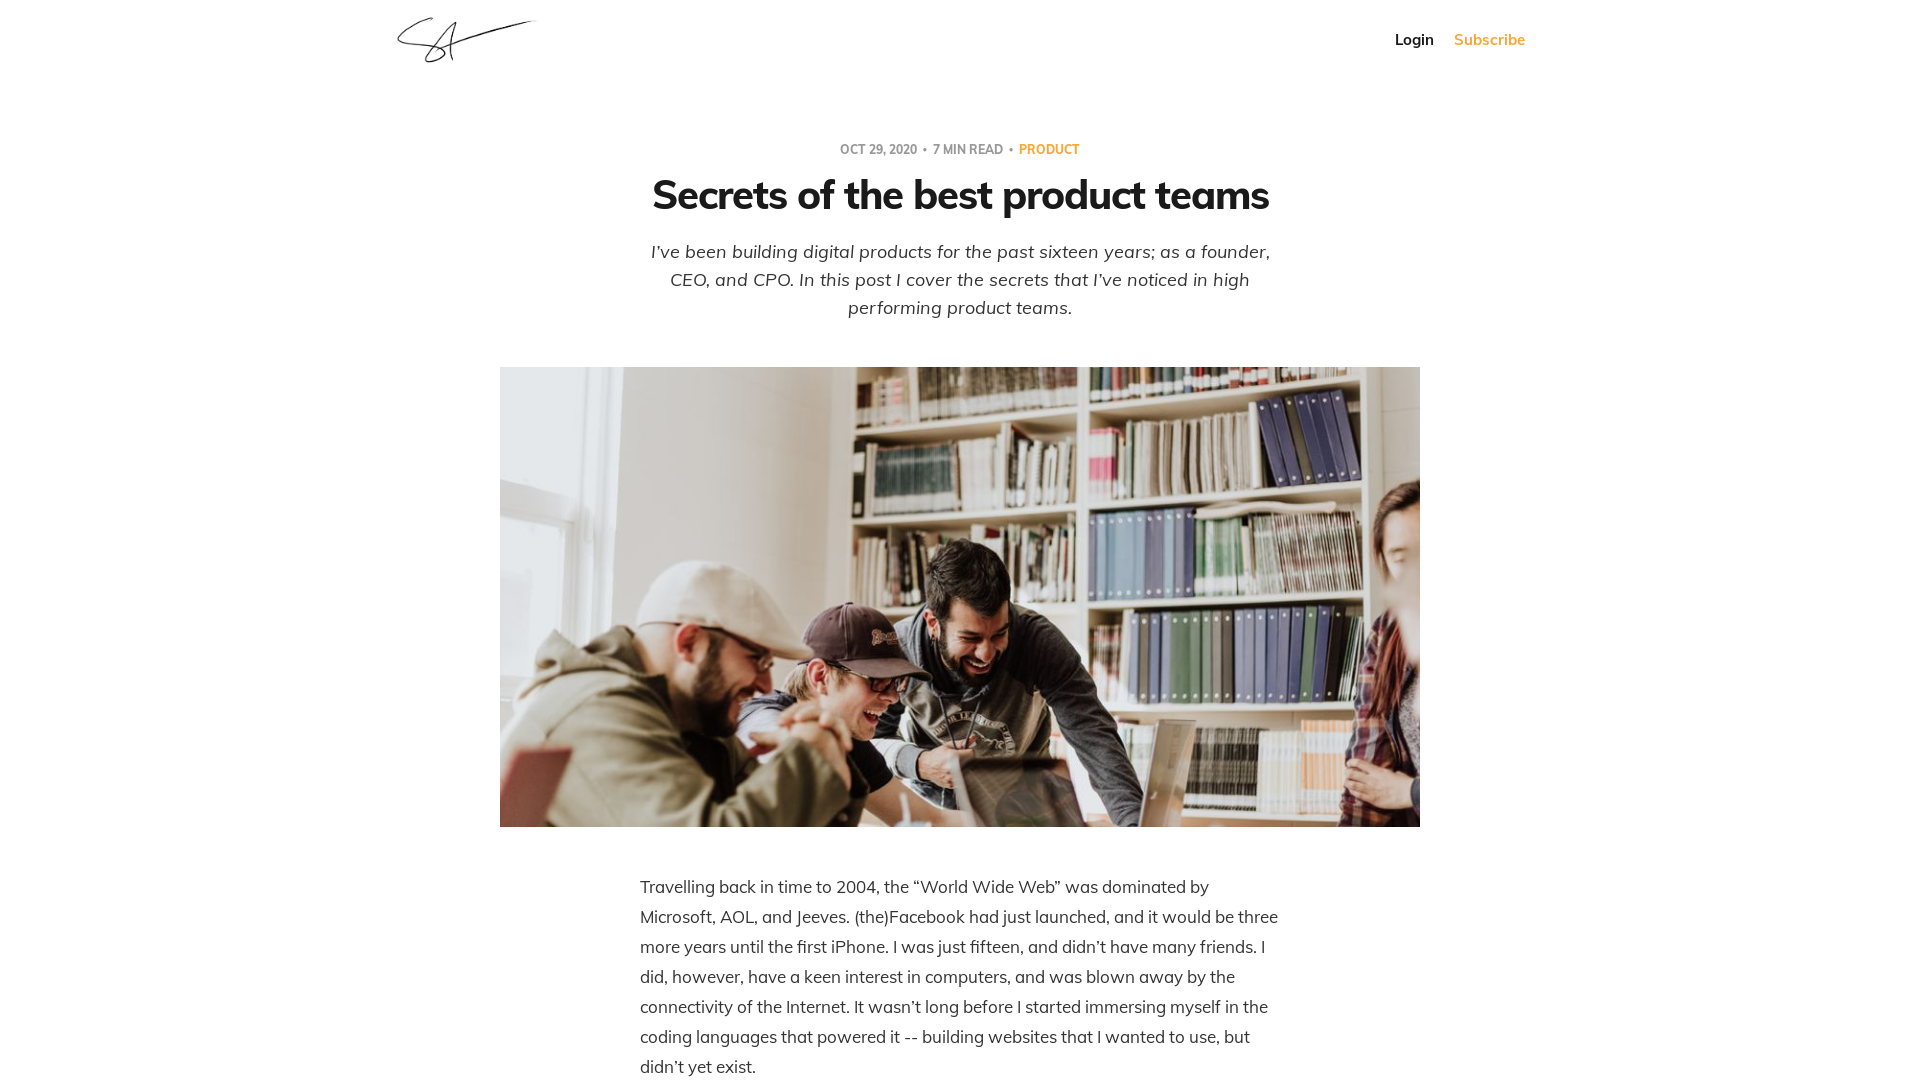 Login Subscribe
OCT 29, 2020 • 7 MIN READ • PRODUCT
Secrets of the best product teams
I’ve been building digital products for the past sixteen years; as a founder,
CEO, and CPO. In this post I cover the secrets that I’ve noticed in high
performing product teams.
Travelling back in time to 2004, the “World Wide Web” was dominated by
Microsoft, AOL, and Jeeves. (the)Facebook had just launched, and it would be three
more years until the first iPhone. I was just fifteen, and didn’t have many friends. I
did, however, have a keen interest in computers, and was blown away by the
connectivity of the Internet. It wasn’t long before I started immersing myself in the
coding languages that powered it -- building websites that I wanted to use, but
didn’t yet exist.